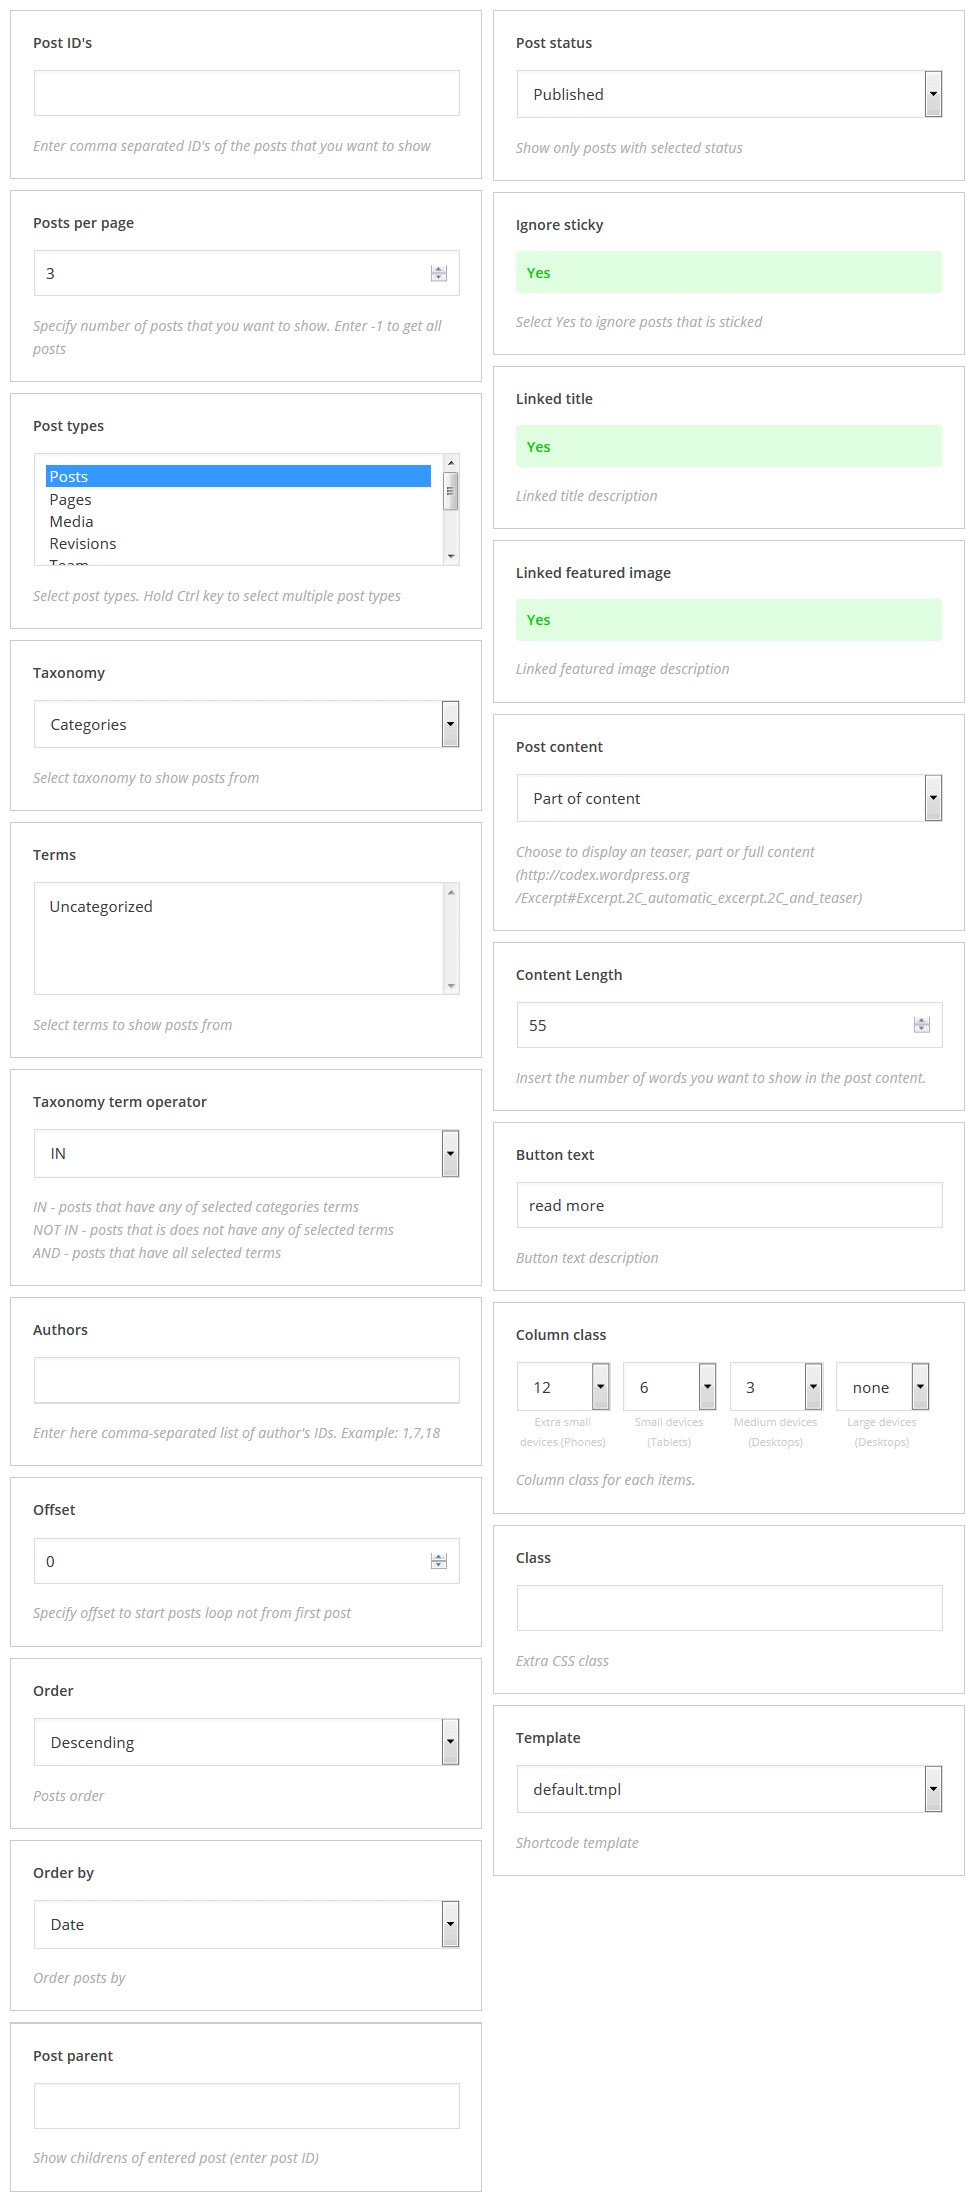 Post ID's
Enter comma separated ID's of the posts that you want to show
Posts per page
3
Specify number of posts that you want to show. Enter -1 to get all
posts
Post types
Posts
Pages
Media
Revisions
Team
Select post types. Hold Ctrl key to select multiple post types
Taxonomy
Categories
Select taxonomy to show posts from
Terms
Uncategorized
Select terms to show posts from
Taxonomy term operator
IN
IN - posts that have any of selected categories terms
NOT IN - posts that is does not have any of selected terms
AND - posts that have all selected terms
Authors
Enter here comma-separated list of author's IDs. Example: 1,7,18
Offset
0
Specify offset to start posts loop not from first post
Order
Descending
Posts order
Order by
Date
Order posts by
Post parent
Show childrens of entered post (enter post ID)
Post status
Published
Show only posts with selected status
Ignore sticky
Yes
Select Yes to ignore posts that is sticked
Linked title
Yes
Linked title description
Linked featured image
Yes
Linked featured image description
Post content
Part of content
Choose to display an teaser, part or full content
(http://codex.wordpress.org
/Excerpt#Excerpt.2C_automatic_excerpt.2C_and_teaser)
Content Length
55
Insert the number of words you want to show in the post content.
Button text
read more
Button text description
Column class
12 6 3 none
Extra small Small devices Medium devices Large devices
devices (Phones) (Tablets) (Desktops) (Desktops)
Column class for each items.
Class
Extra CSS class
Template
default.tmpl
Shortcode template